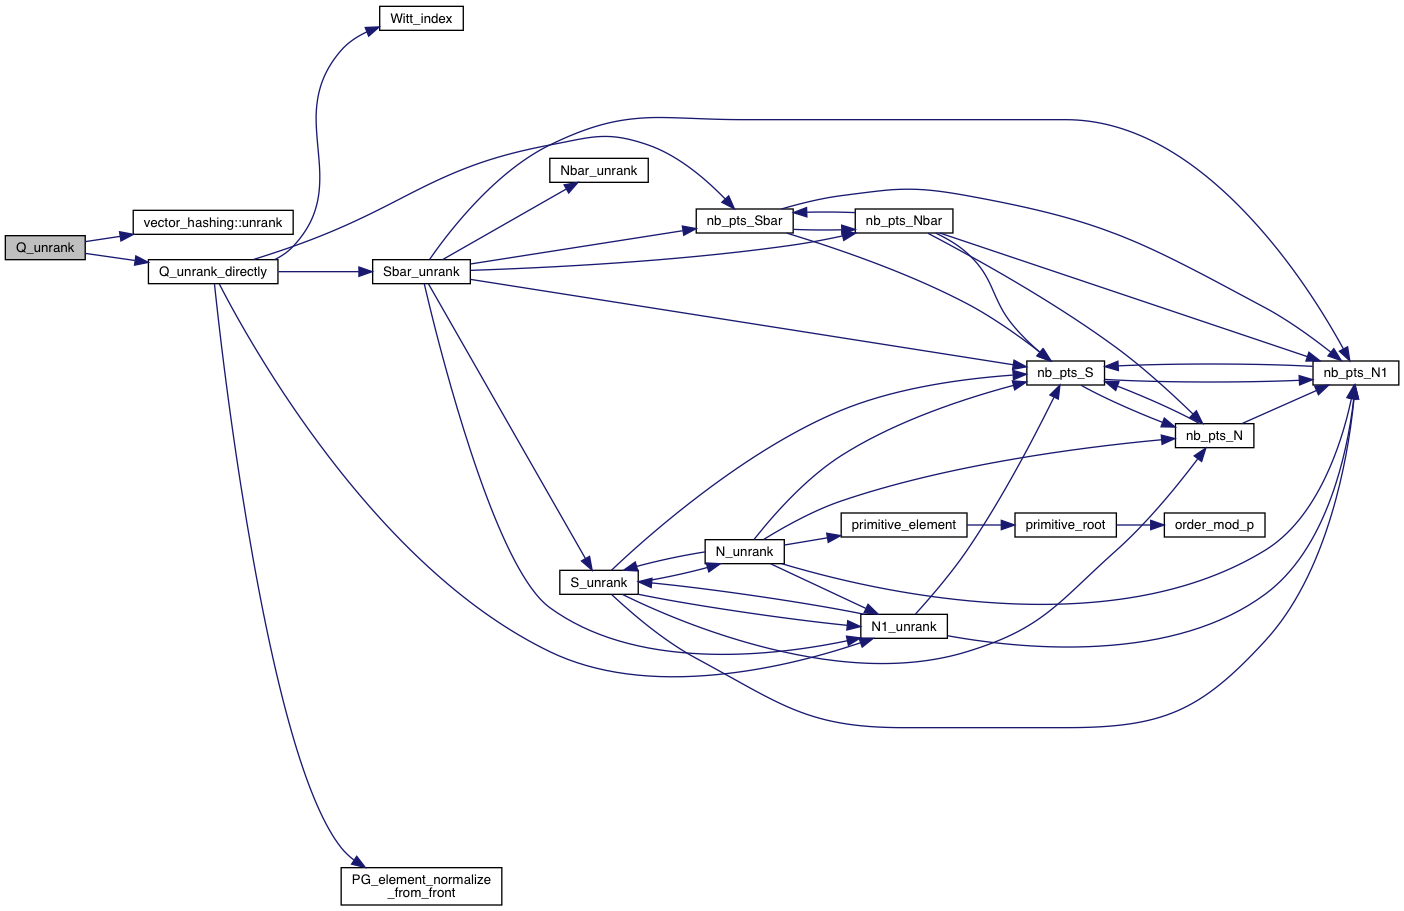 Witt_index
Nbar_unrank
vector_hashing::unrank
nb_pts_Sbar
nb_pts_Nbar
Q_unrank
Q_unrank_directly
Sbar_unrank
nb_pts_S
nb_pts_N1
nb_pts_N
primitive_element
primitive_root
order_mod_p
N_unrank
S_unrank
N1_unrank
PG_element_normalize
_from_front